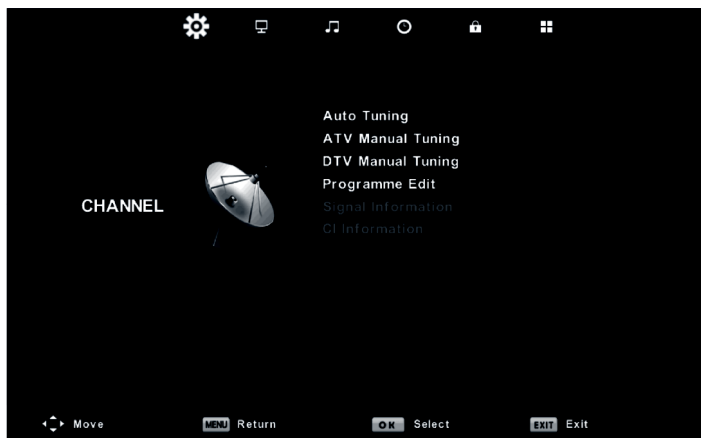 Auto Tuning
ATV Manual Tuning
DTV Manual Tuning
Programme Edit
CHANNEL
Signal Information
CI Information
Move
MENU Return
OK Select
EXIT Exit